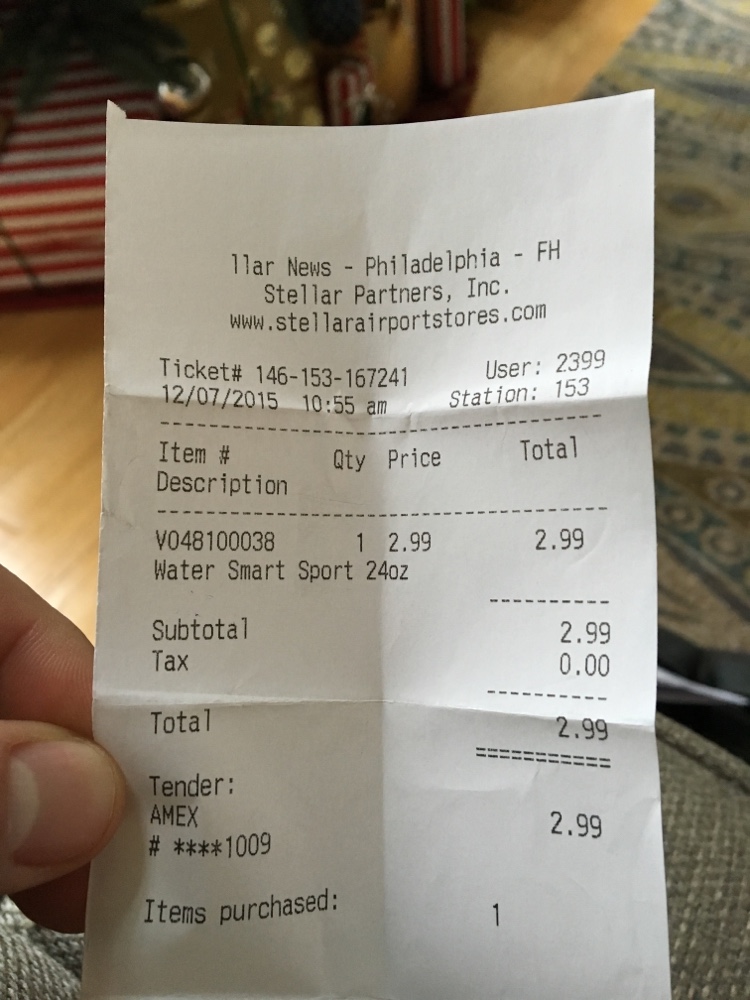 llar News - Philadelphia - FH
Stellar Partners, Inc.
www.stellarairportstores.com
Ticket# 146-153-167241 User: 2399
12/07/2015 10:55 am Station: 153
--------------------------------------
Item # Qty Price Total
Description
--------------------------------------
V048100038 1 2.99 2.99
Water Smart Sport 24oz
----------
Subtotal 2.99
Tax 0.00
----------
Total 2.99
===========
Tender:
AMEX 2.99
# ****1009
Items purchased: 1